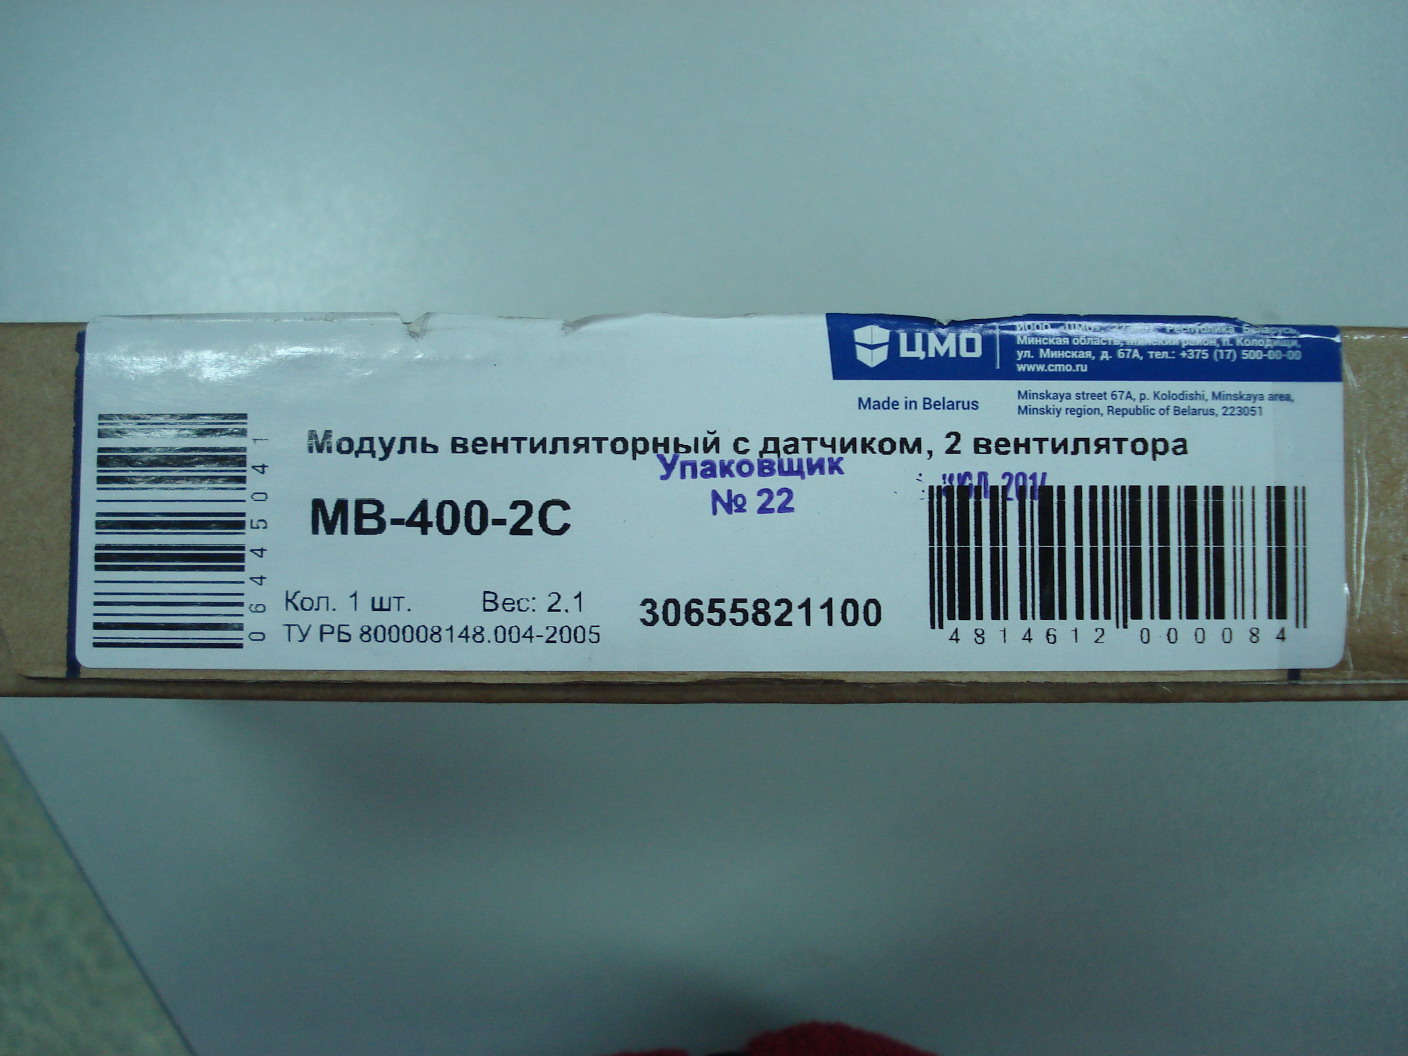 ЦМО
Минская область, Минский район, п. Колодищи,
ул. Минская, д. 67А, тел.: +375 (17) 500-00-00
www.cmo.ru
Made in Belarus
Minskaya street 67A, p. Kolodishi, Minskaya area,
Minskiy region, Republic of Belarus, 223051
Модуль вентиляторный с датчиком, 2 вентилятора
Упаковщик
№ 22
МВ-400-2С
Кол. 1 шт. Вес: 2.1
ТУ РБ 800008148.004-2005
30655821100
4814612 000084
06444 50 41